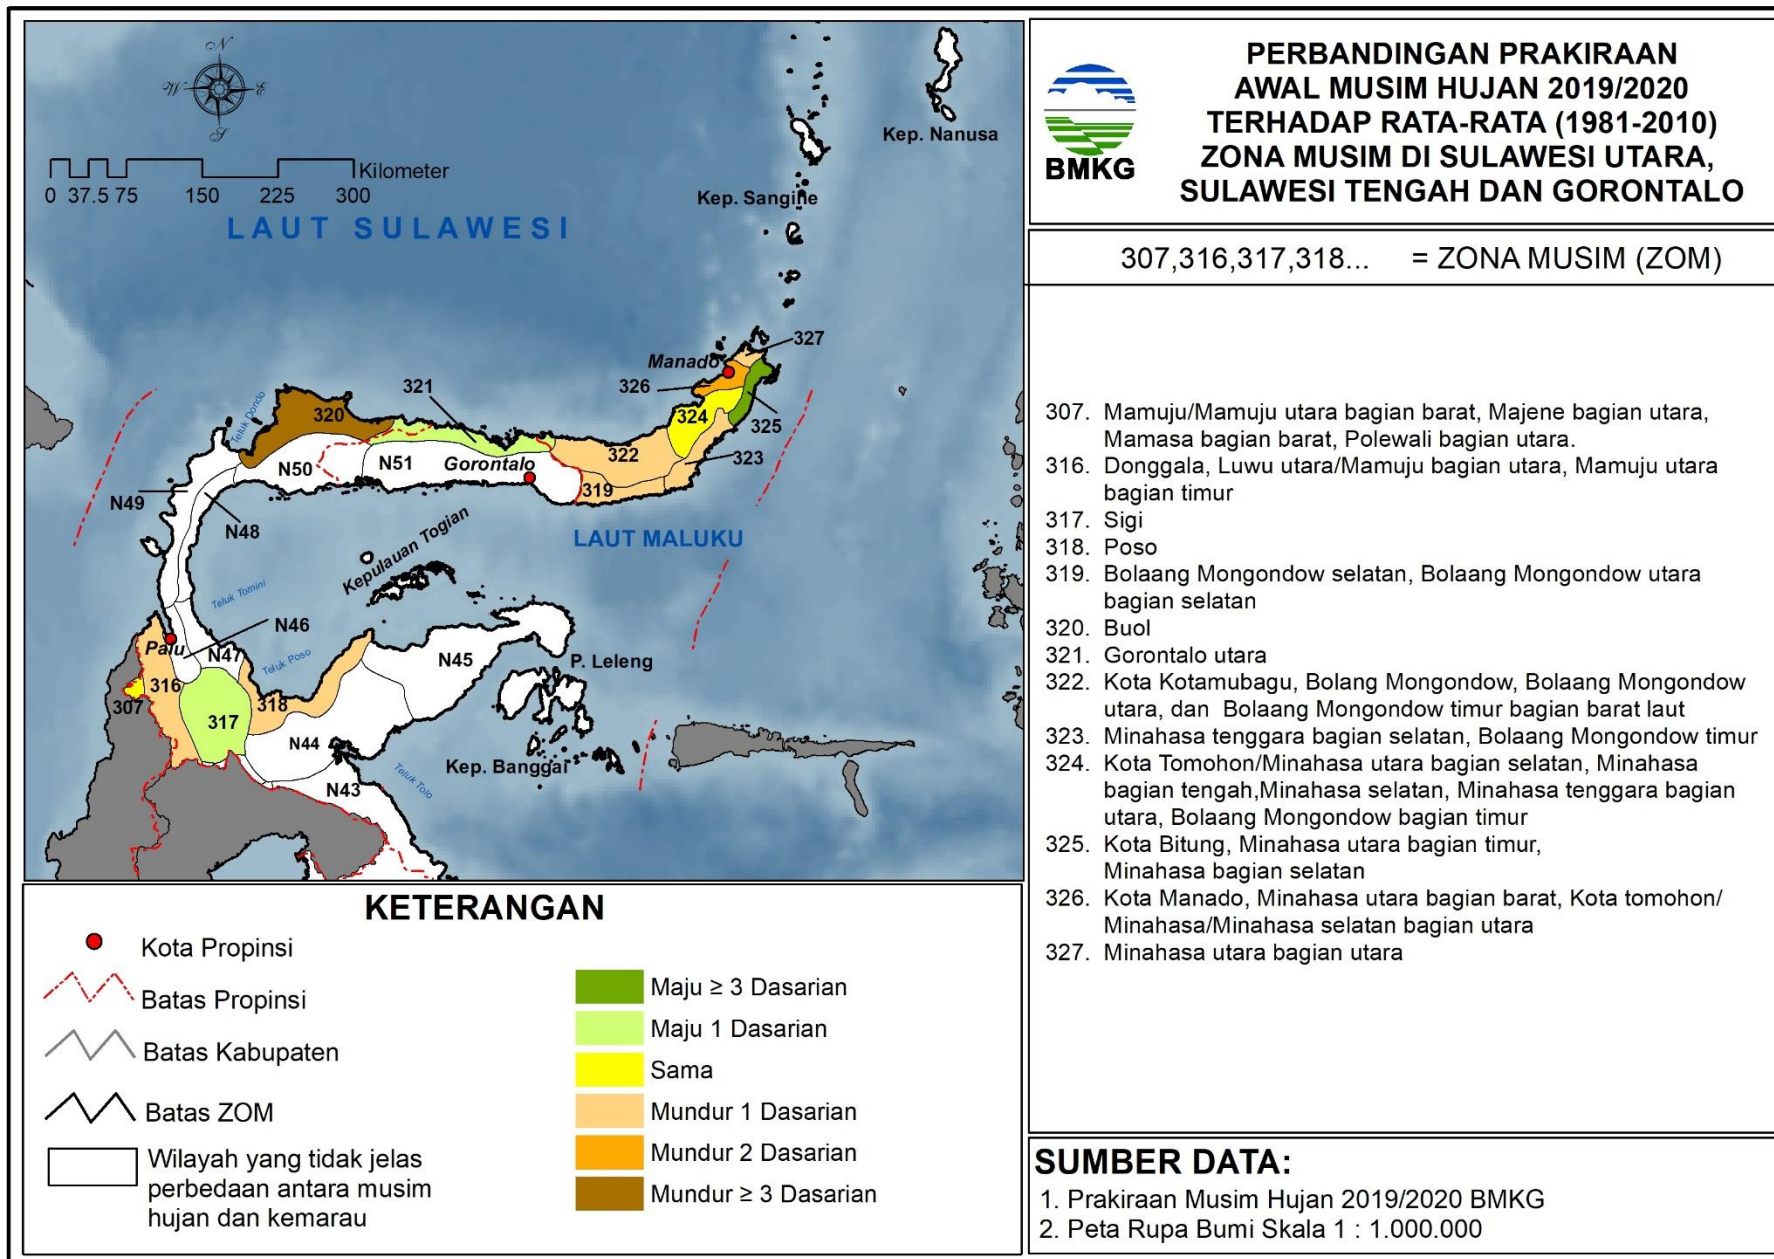 N
W
E
S
Kilometer
0 37.5 75 150 225 300
LAUT SULAWESI
Kep. Nanusa
Kep. Sangine
327
Manado
326
321
320
Teluk Dondo
324
325
322
323
N50
N51
Gorontalo
319
N49
N48
LAUT MALUKU
Kepulauan Togian
Teluk Tomini
N46
Palu
N47
Teluk Poso
N45
P. Leleng
316
307
317
318
N44
Kep. Banggai
Teluk Tolo
N43
BMKG
PERBANDINGAN PRAKIRAAN
AWAL MUSIM HUJAN 2019/2020
TERHADAP RATA-RATA (1981-2010)
ZONA MUSIM DI SULAWESI UTARA,
SULAWESI TENGAH DAN GORONTALO
307,316,317,318... = ZONA MUSIM (ZOM)
307. Mamuju/Mamuju utara bagian barat, Majene bagian utara,
Mamasa bagian barat, Polewali bagian utara.
316. Donggala, Luwu utara/Mamuju bagian utara, Mamuju utara
bagian timur
317. Sigi
318. Poso
319. Bolaang Mongondow selatan, Bolaang Mongondow utara
bagian selatan
320. Buol
321. Gorontalo utara
322. Kota Kotamubagu, Bolang Mongondow, Bolaang Mongondow
utara, dan Bolaang Mongondow timur bagian barat laut
323. Minahasa tenggara bagian selatan, Bolaang Mongondow timur
324. Kota Tomohon/Minahasa utara bagian selatan, Minahasa
bagian tengah,Minahasa selatan, Minahasa tenggara bagian
utara, Bolaang Mongondow bagian timur
325. Kota Bitung, Minahasa utara bagian timur,
Minahasa bagian selatan
326. Kota Manado, Minahasa utara bagian barat, Kota tomohon/
Minahasa/Minahasa selatan bagian utara
327. Minahasa utara bagian utara
KETERANGAN
Kota Propinsi
Batas Propinsi
Batas Kabupaten
Batas ZOM
Wilayah yang tidak jelas
perbedaan antara musim
hujan dan kemarau
Maju ≥ 3 Dasarian
Maju 1 Dasarian
Sama
Mundur 1 Dasarian
Mundur 2 Dasarian
Mundur ≥ 3 Dasarian
SUMBER DATA:
1. Prakiraan Musim Hujan 2019/2020 BMKG
2. Peta Rupa Bumi Skala 1 : 1.000.000